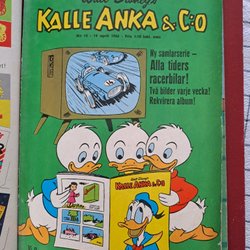 Walt Disney's
KALLE ANKA & C:O
Ny samlarserie –
Alla tiders
racerbilar!
Två bilder varje vecka!
Rekvirera album!
KALLE ANKA & C:O